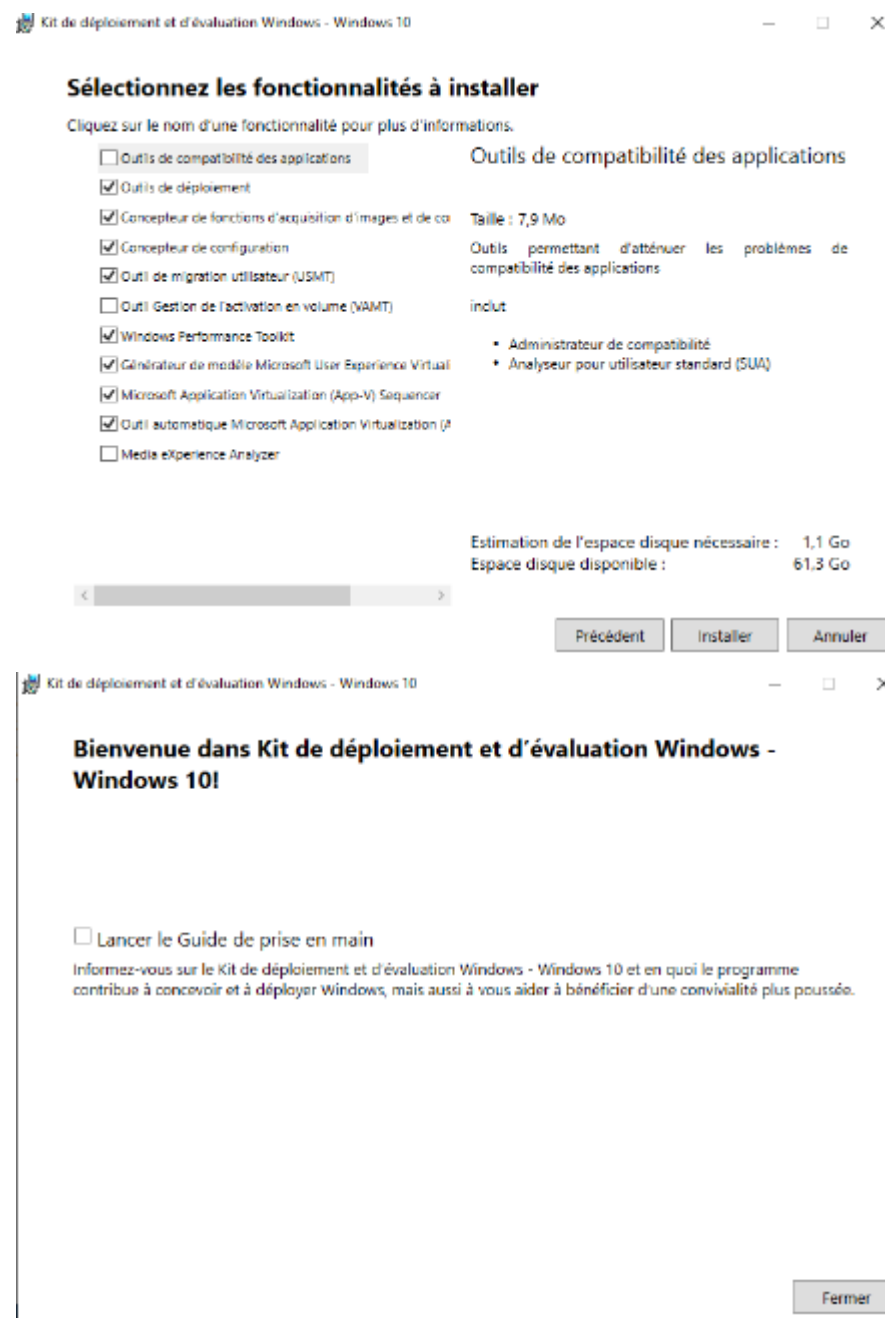 Kit de déploiement et d'évaluation Windows - Windows 10
Sélectionnez les fonctionnalités à installer
Cliquez sur le nom d'une fonctionnalité pour plus d'informations.
Outils de compatibilité des applications
Outils de déploiement
Concepteur de fonctions d'acquisition d'images et de co
Concepteur de configuration
Outil de migration utilisateur (USMT)
Outil Gestion de l'activation en volume (VAMT)
Windows Performance Toolkit
Générateur de modèle Microsoft User Experience Virtual
Microsoft Application Virtualization (App-V) Sequencer
Outil automatique Microsoft Application Virtualization (A
Media eXperience Analyzer
Outils de compatibilité des applications
Taille : 7,9 Mo
Outils permettant d'atténuer les problèmes de
compatibilité des applications
inclut
• Administrateur de compatibilité
• Analyseur pour utilisateur standard (SUA)
Estimation de l'espace disque nécessaire : 1,1 Go
Espace disque disponible : 61,3 Go
Précédent Installer Annuler
Kit de déploiement et d'évaluation Windows - Windows 10
Bienvenue dans Kit de déploiement et d'évaluation Windows -
Windows 10!
Lancer le Guide de prise en main
Informez-vous sur le Kit de déploiement et d'évaluation Windows - Windows 10 et en quoi le programme
contribue à concevoir et à déployer Windows, mais aussi à vous aider à bénéficier d'une convivialité plus poussée.
Fermer